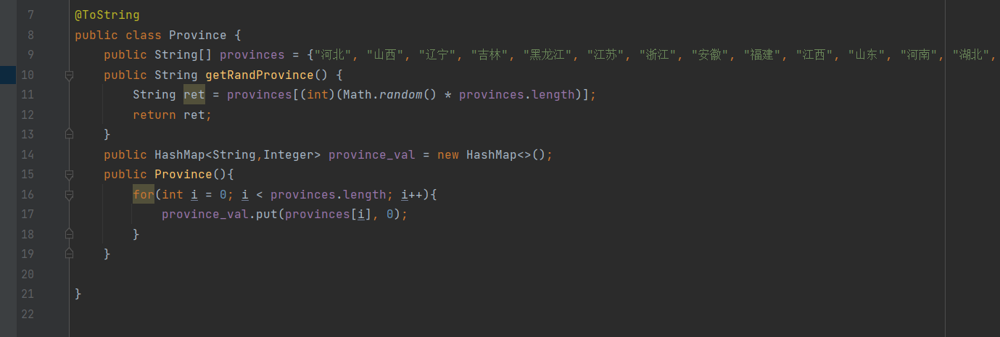 7 @ToString
8 public class Province {
9 public String[] provinces = {"河北", "山西", "辽宁", "吉林", "黑龙江", "江苏", "浙江", "安徽", "福建", "江西", "山东", "河南", "湖北",
10 public String getRandProvince() {
11 String ret = provinces[(int)(Math.random() * provinces.length)];
12 return ret;
13 }
14 public HashMap<String,Integer> province_val = new HashMap<>();
15 public Province(){
16 for(int i = 0; i < provinces.length; i++){
17 province_val.put(provinces[i], 0);
18 }
19 }
20
21 }
22